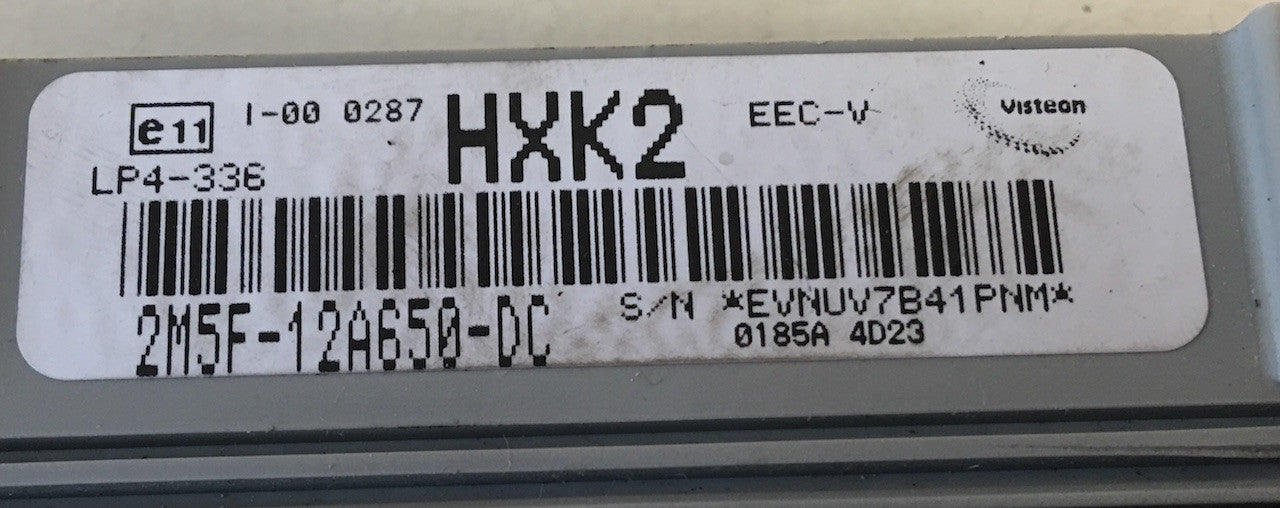 e11 I-00 0287 HXK2 EEC-V Visteon
LP4-336
2M5F-12A650-DC S/N *EVNUV7B41PNM*
0185A 4D23